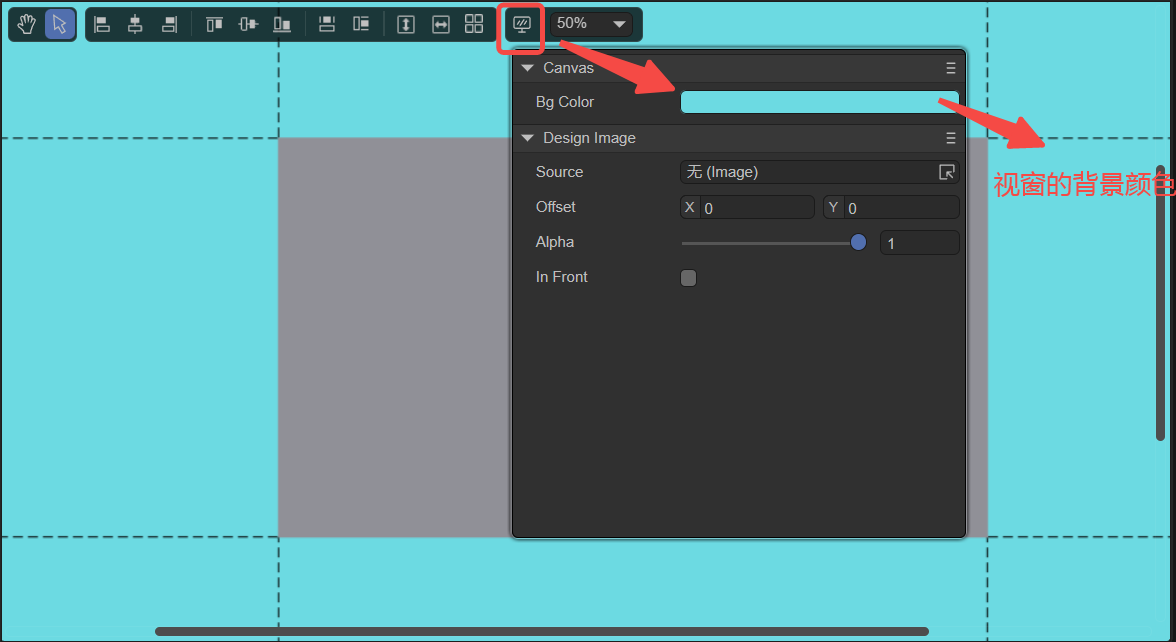 50%
Canvas
Bg Color
Design Image
视窗的背景颜色
Source
无 (Image)
Offset
X 0
Y 0
Alpha
1
In Front